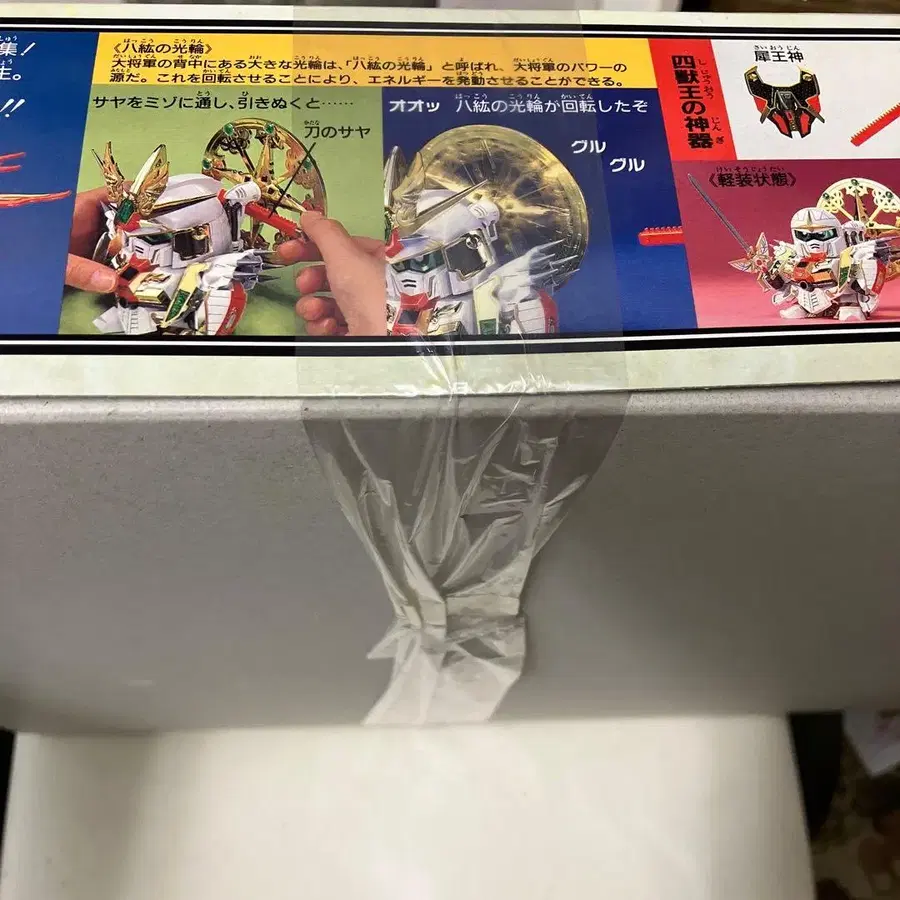 集!
生。
!!
《八紘の光輪》
大将軍の背中にある大きな光輪は、「八紘の光輪」と呼ばれ、大将軍のパワーの
源だ。これを回転させることにより、エネルギーを発動させることができる。
サヤをミゾに通し、引きぬくと……
刀のサヤ
オオッ 八紘の光輪が回転したぞ
グル
グル
四獣王の神器
犀王神
《軽装状態》